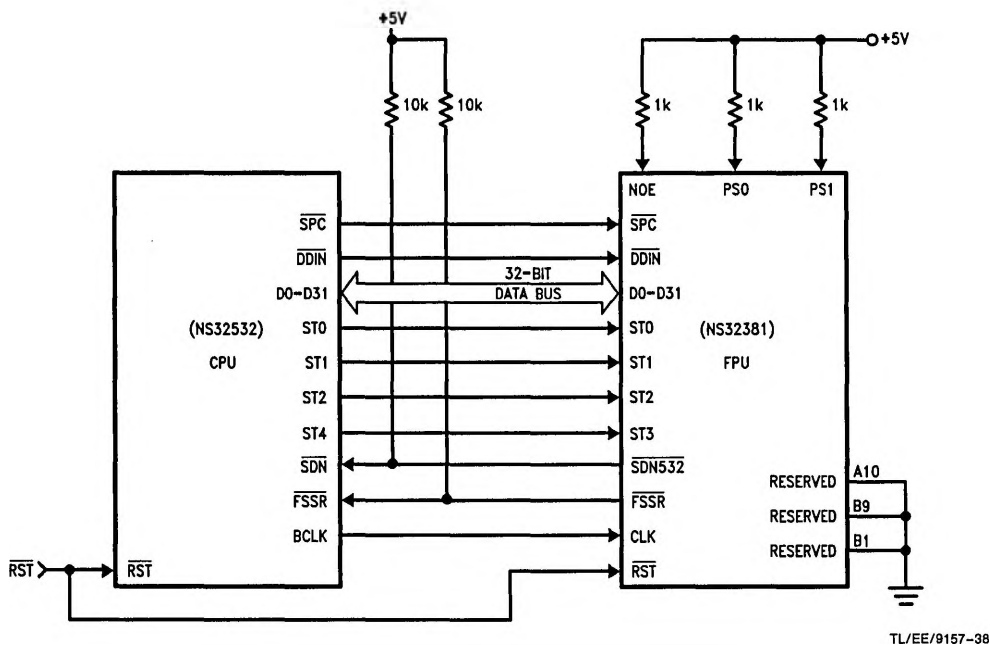 +5V
+5V
10k
10k
1k
1k
1k
NOE
PS0
PS1
SPC
SPC
DDIN
DDIN
32-BIT
D0-D31
DATA BUS
D0-D31
(NS32532)
CPU
(NS32381)
FPU
ST0
ST0
ST1
ST1
ST2
ST2
ST4
ST3
SDN
SDN532
RESERVED
A10
FSSR
FSSR
RESERVED
B9
BCLK
CLK
RESERVED
B1
RST
RST
RST
TL/EE/9157-38